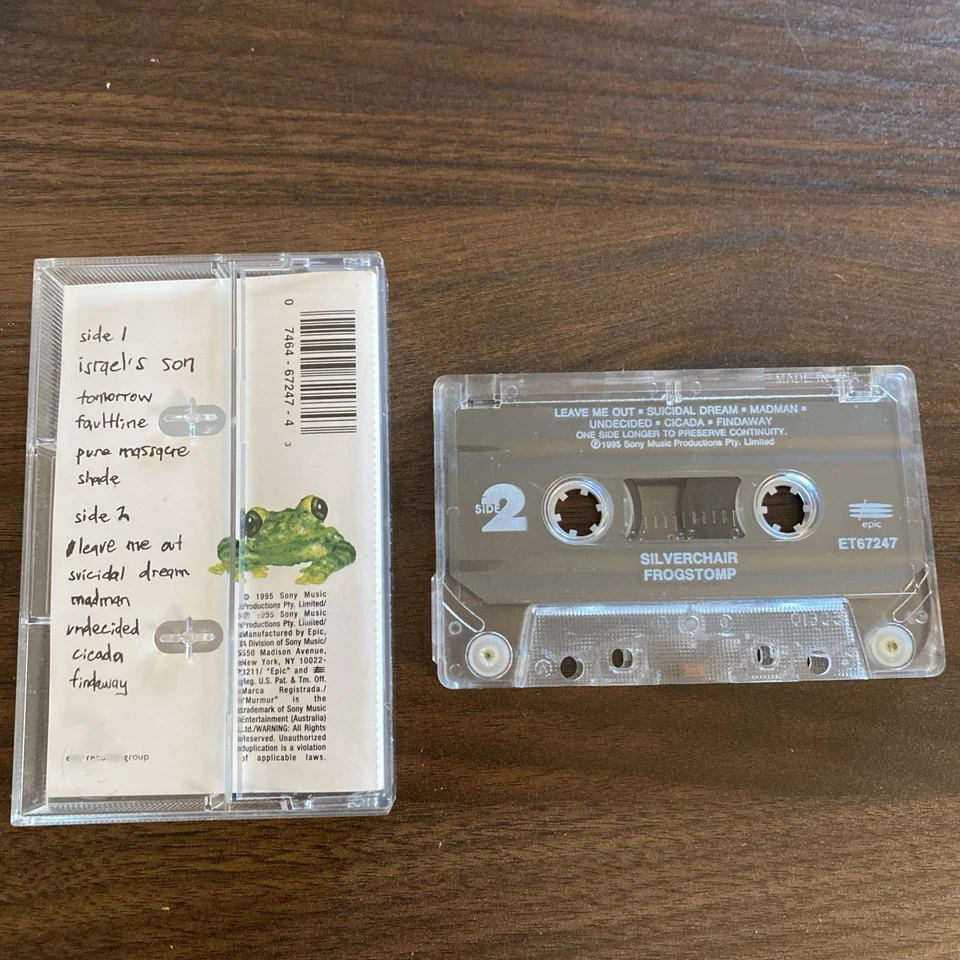 side 1
israel's son
tomorrow
faultline
pure massacre
shade
side 2
leave me out
suicidal dream
madman
undecided
cicada
findaway
group
0 7464-67247-4 3
© 1995 Sony Music
Productions Pty. Limited/
℗ 1995 Sony Music
Productions Pty. Limited/
Manufactured by Epic,
A Division of Sony Music/
550 Madison Avenue,
New York, NY 10022-
3211/ "Epic" and
Reg. U.S. Pat. & Tm. Off.
Marca Registrada./
"Murmur" is the
trademark of Sony Music
Entertainment (Australia)
Ltd./WARNING: All Rights
Reserved. Unauthorized
duplication is a violation
of applicable laws.
MADE IN
LEAVE ME OUT ▪ SUICIDAL DREAM ▪ MADMAN ▪
UNDECIDED ▪ CICADA ▪ FINDAWAY
ONE SIDE LONGER TO PRESERVE CONTINUITY.
℗1995 Sony Music Productions Pty. Limited
SIDE 2
epic
ET67247
SILVERCHAIR
FROGSTOMP